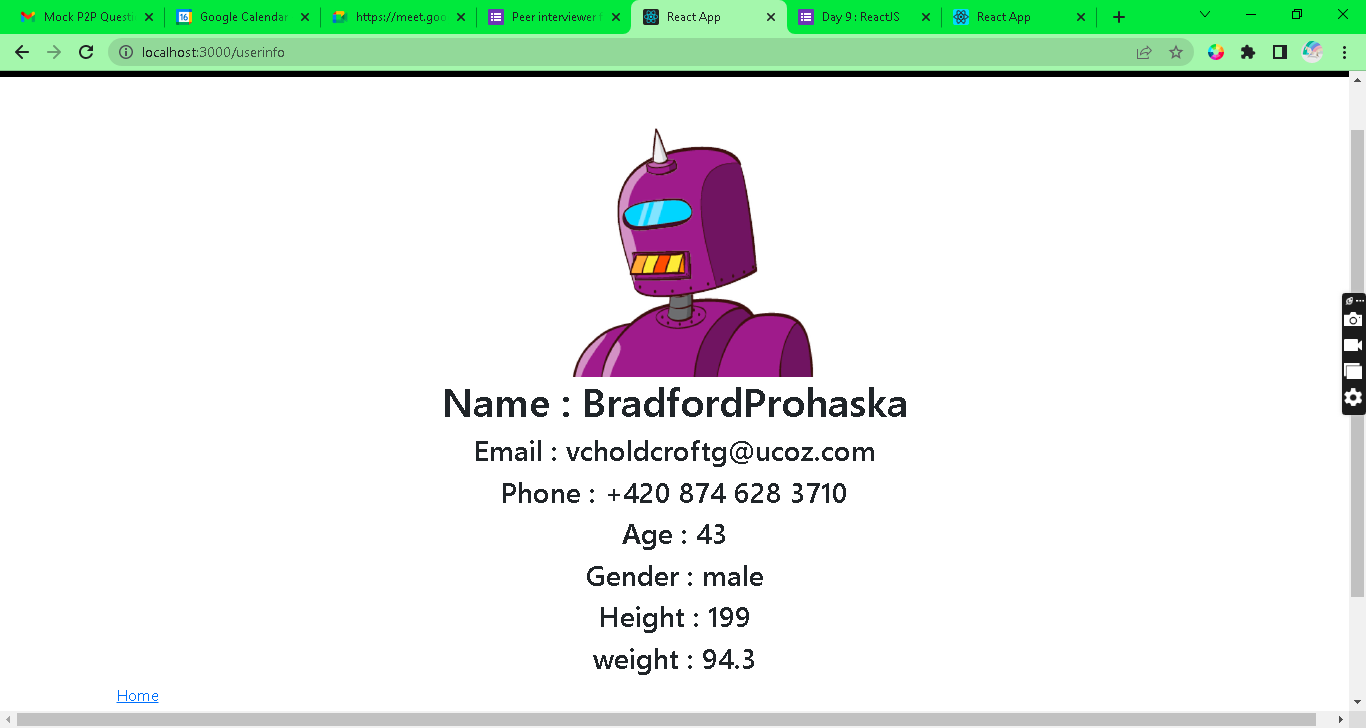 Mock P2P Questi
Google Calendar
https://meet.goo
Peer interviewer
React App
Day 9 : ReactJS
React App
localhost:3000/userinfo
Name : BradfordProhaska
Email : vcholdcroftg@ucoz.com
Phone : +420 874 628 3710
Age : 43
Gender : male
Height : 199
weight : 94.3
Home